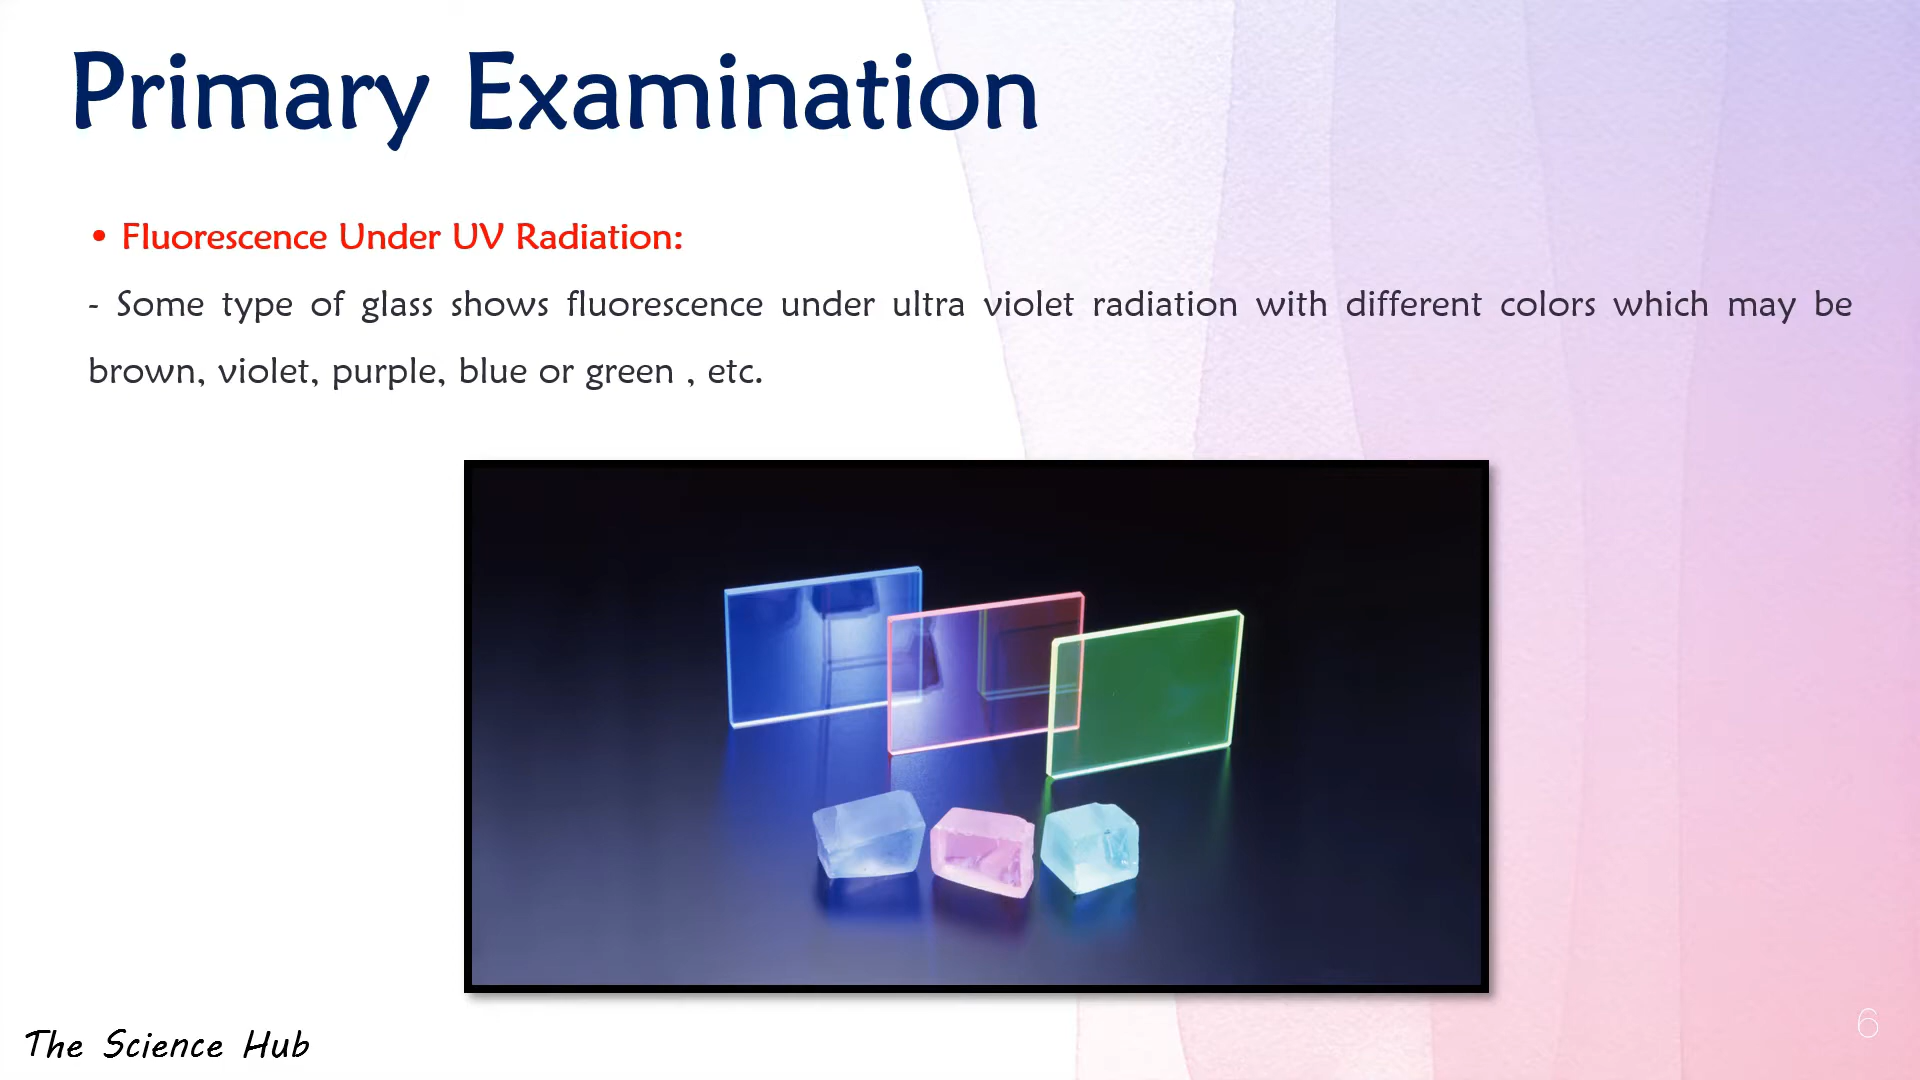 Primary Examination
• Fluorescence Under UV Radiation:
- Some type of glass shows fluorescence under ultra violet radiation with different colors which may be
brown, violet, purple, blue or green , etc.
The Science Hub
6